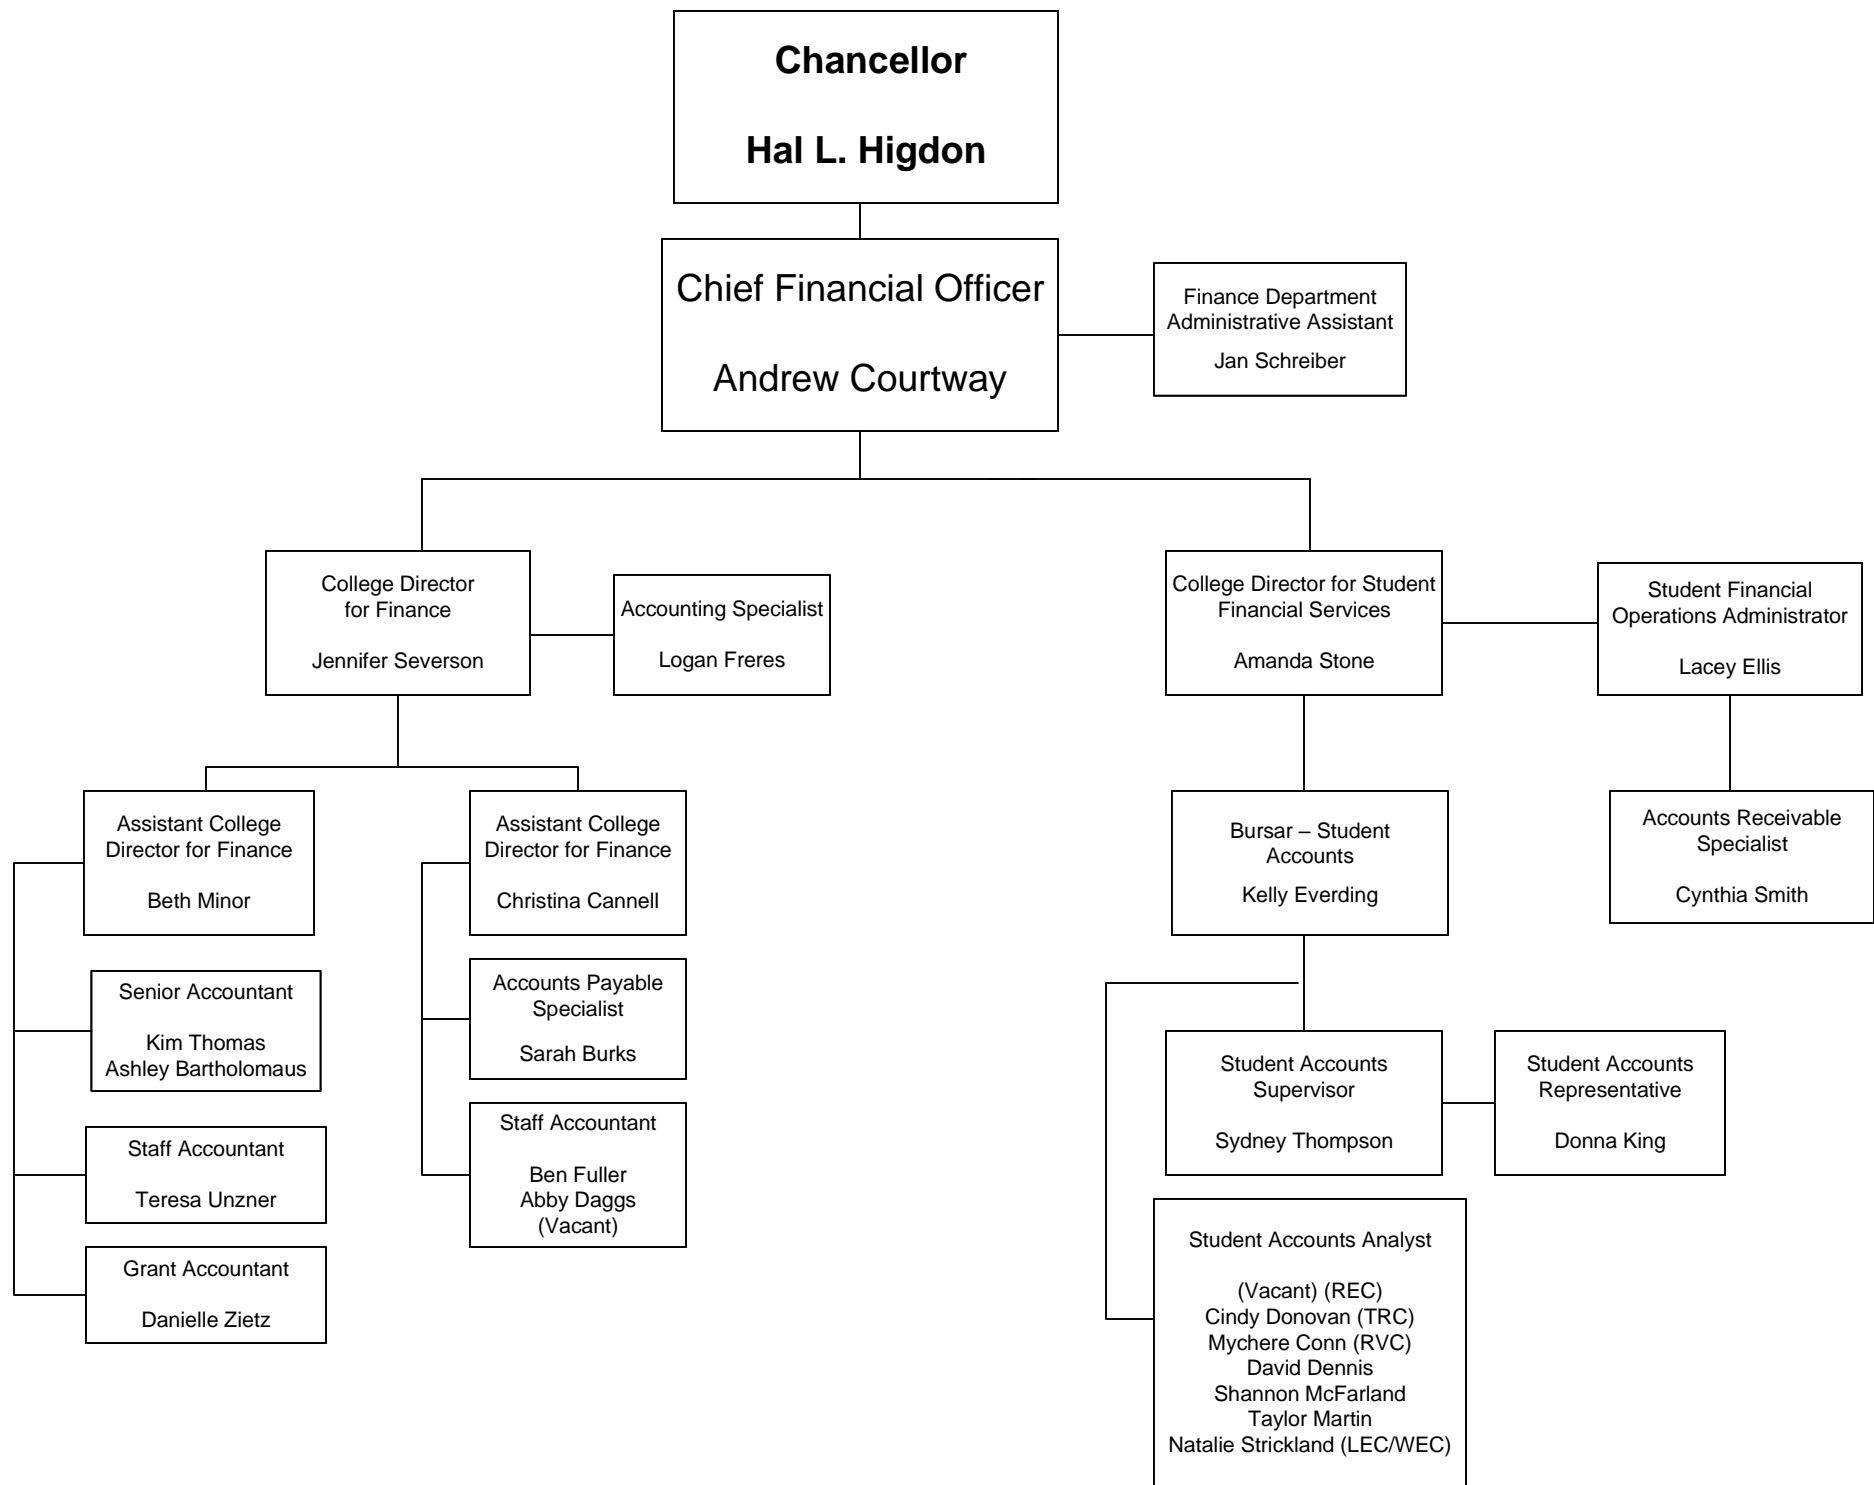 Chancellor
Hal L. Higdon
Chief Financial Officer
Andrew Courtway
Finance Department
Administrative Assistant
Jan Schreiber
College Director
for Finance
Jennifer Severson
Accounting Specialist
Logan Freres
College Director for Student
Financial Services
Amanda Stone
Student Financial
Operations Administrator
Lacey Ellis
Assistant College
Director for Finance
Beth Minor
Assistant College
Director for Finance
Christina Cannell
Bursar – Student
Accounts
Kelly Everding
Accounts Receivable
Specialist
Cynthia Smith
Senior Accountant
Kim Thomas
Ashley Bartholomaus
Accounts Payable
Specialist
Sarah Burks
Student Accounts
Supervisor
Sydney Thompson
Student Accounts
Representative
Donna King
Staff Accountant
Teresa Unzner
Staff Accountant
Ben Fuller
Abby Daggs
(Vacant)
Grant Accountant
Danielle Zietz
Student Accounts Analyst
(Vacant) (REC)
Cindy Donovan (TRC)
Mychere Conn (RVC)
David Dennis
Shannon McFarland
Taylor Martin
Natalie Strickland (LEC/WEC)